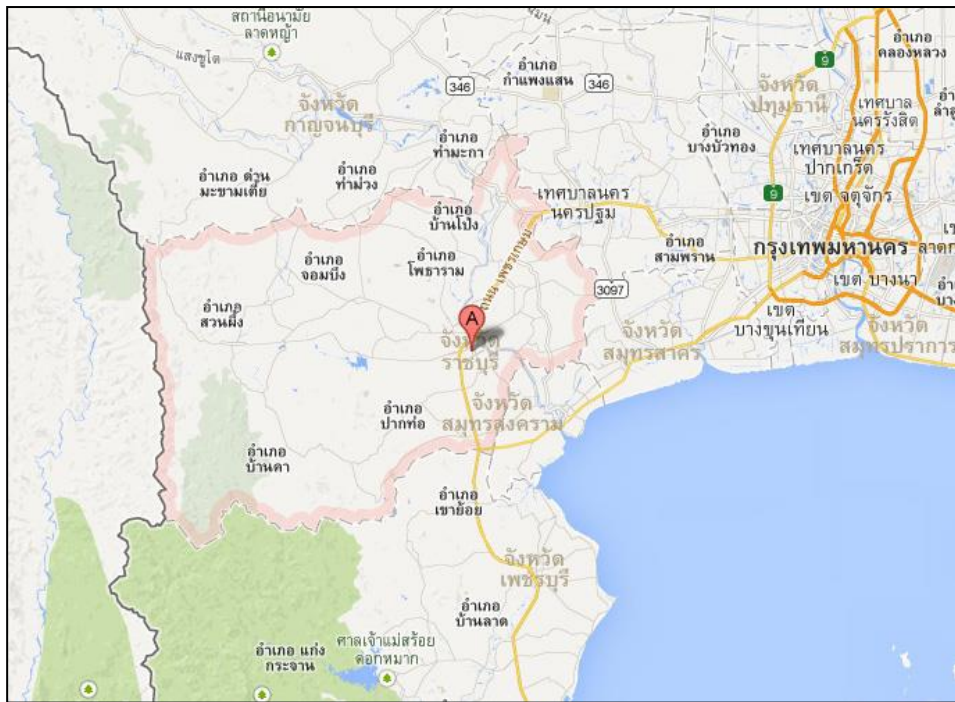 สถานีอนามัย
ลาดหญ้า
แสงชูโต
346
346
อำเภอ
กำแพงแสน
9
อำเภอ
คลองหลวง
จังหวัด
ปทุมธานี
จังหวัด
กาญจนบุรี
เทศบาล
นครรังสิต
อำเภอ
บางบัวทอง
อำเภอ
ท่ามะกา
เทศบาลนคร
ปากเกร็ด
อำเภอ ด่าน
มะขามเตี้ย
อำเภอ
ท่าม่วง
9
เขต จตุจักร
เทศบาลนคร
นครปฐม
อำเภอ
บ้านโป่ง
อำเภอ
สามพราน
กรุงเทพมหานคร
อำเภอ
จอมบึง
อำเภอ
โพธาราม
ถนน เพชรเกษม
3097
เขต บางนา
อำเภอ
สวนผึ้ง
A
เขต
บางขุนเทียน
จังหวัด
ราชบุรี
จังหวัด
สมุทรสาคร
จังหวัด
สมุทรปราการ
อำเภอ
ปากท่อ
จังหวัด
สมุทรสงคราม
อำเภอ
บ้านคา
อำเภอ
เขาย้อย
จังหวัด
เพชรบุรี
อำเภอ
บ้านลาด
อำเภอ แก่ง
กระจาน
ศาลเจ้าแม่สร้อย
ดอกหมาก